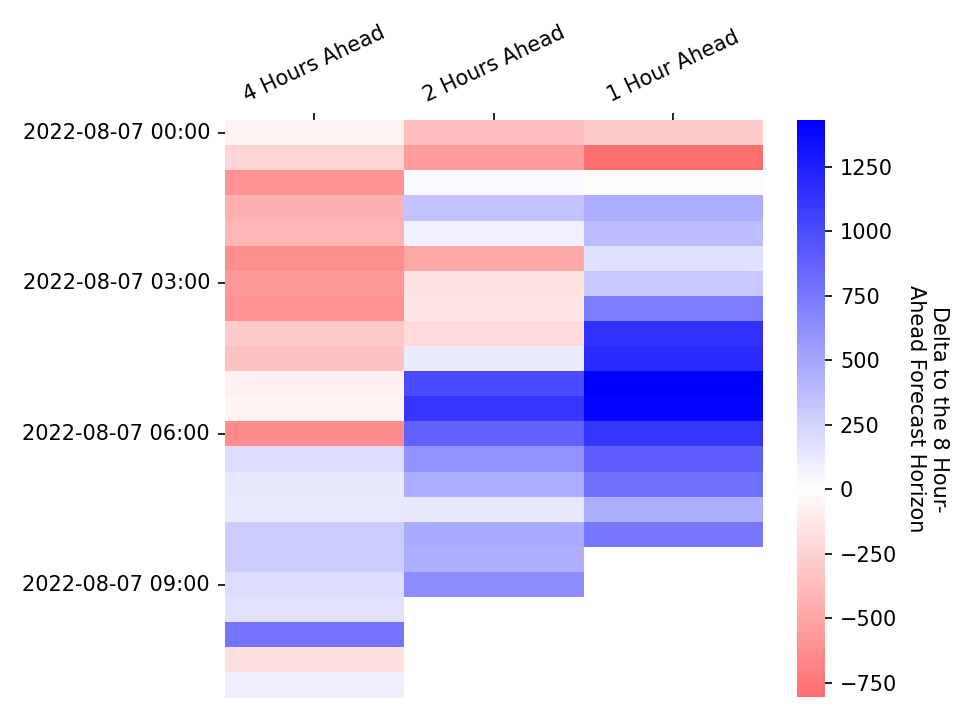 4 Hours Ahead
2 Hours Ahead
1 Hour Ahead
2022-08-07 00:00
2022-08-07 03:00
2022-08-07 06:00
2022-08-07 09:00
1250
1000
750
500
250
0
−250
−500
−750
Delta to the 8 Hour-
Ahead Forecast Horizon